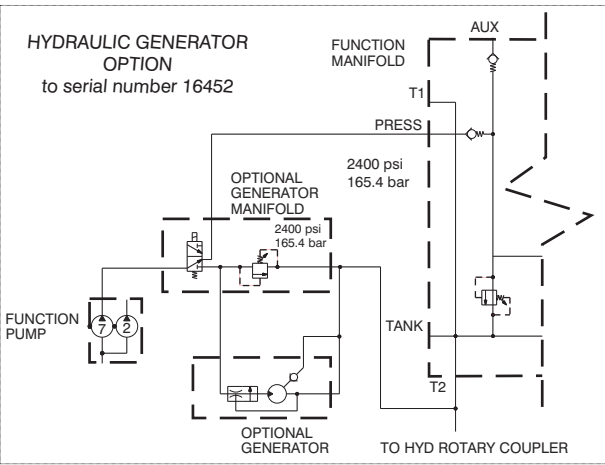 HYDRAULIC GENERATOR
OPTION
to serial number 16452
AUX
FUNCTION
MANIFOLD
T1
PRESS
2400 psi
165.4 bar
OPTIONAL
GENERATOR
MANIFOLD
2400 psi
165.4 bar
FUNCTION
PUMP
7
2
TANK
T2
OPTIONAL
GENERATOR
TO HYD ROTARY COUPLER